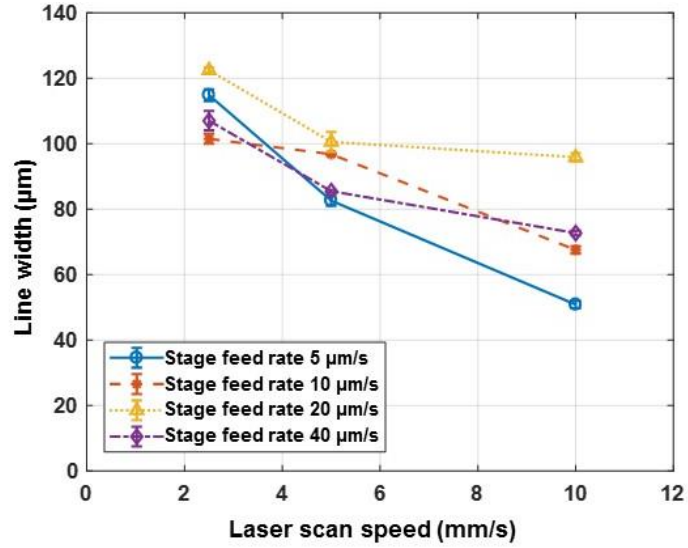 140
120
100
80
60
40
20
0
Line width (μm)
Stage feed rate 5 μm/s
Stage feed rate 10 μm/s
Stage feed rate 20 μm/s
Stage feed rate 40 μm/s
0 2 4 6 8 10 12
Laser scan speed (mm/s)